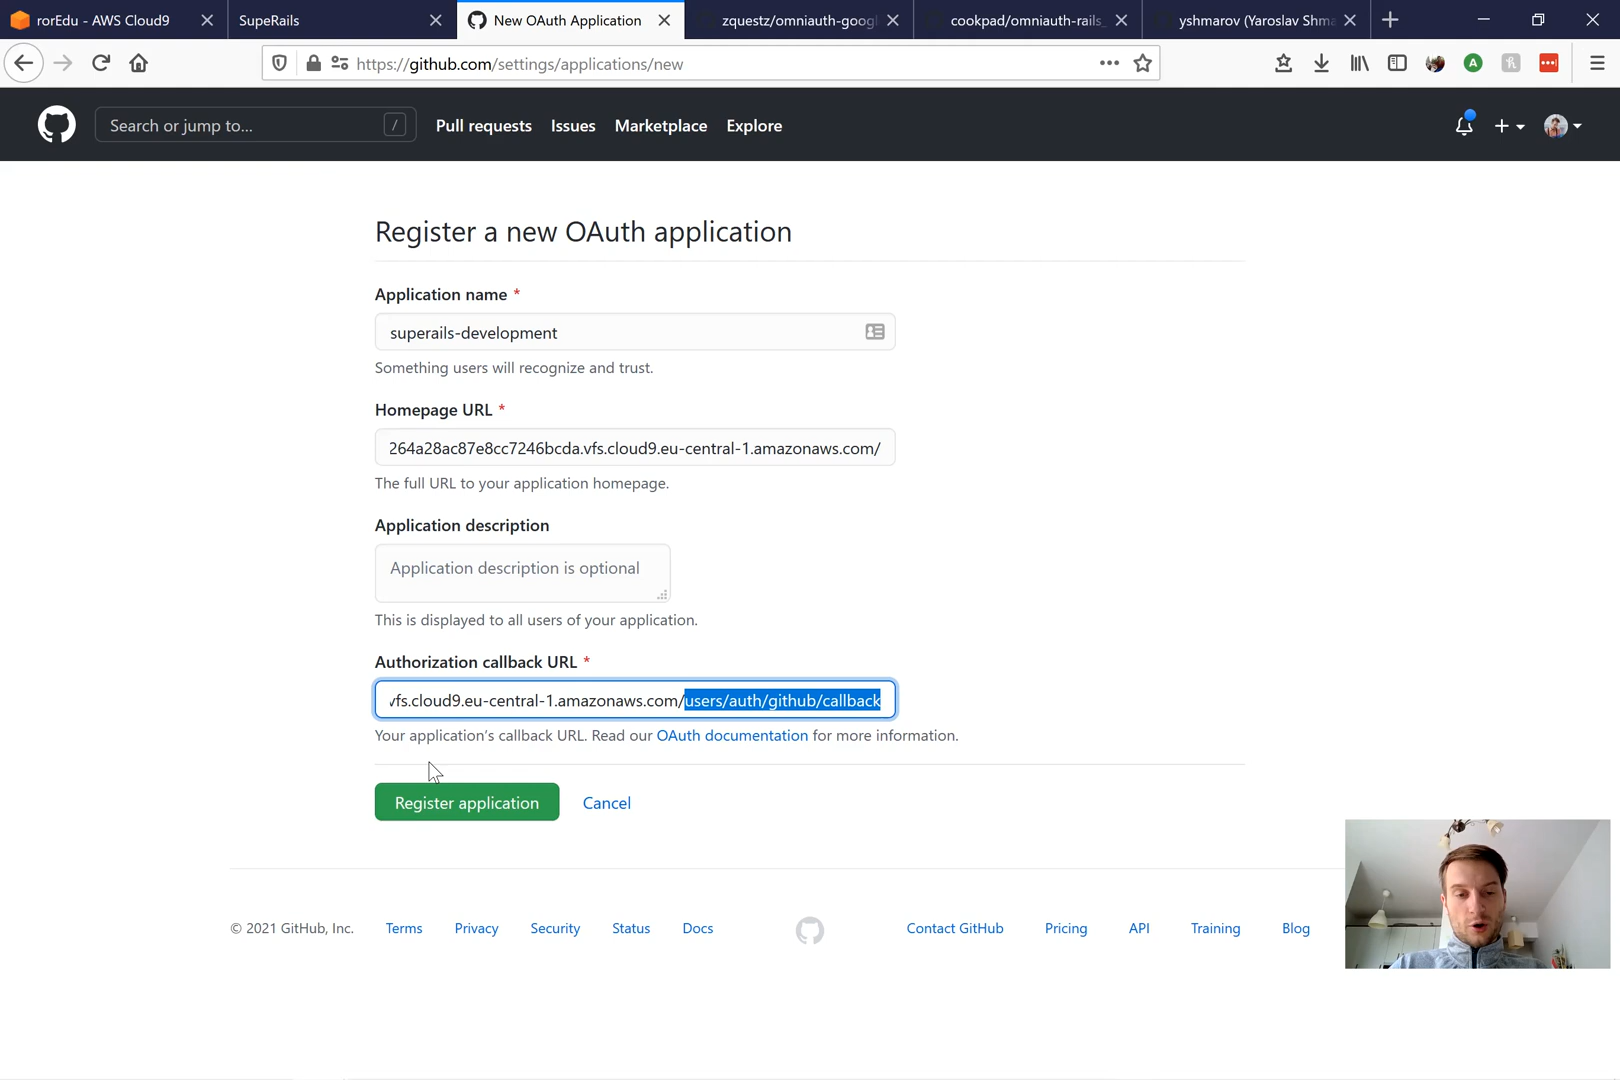 rorEdu - AWS Cloud9
SupeRails
New OAuth Application
zquestz/omniauth-googl
cookpad/omniauth-rails_
yshmarov (Yaroslav Shma
https://github.com/settings/applications/new
A
Search or jump to...
/
Pull requests
Issues
Marketplace
Explore
Register a new OAuth application
Application name *
superails-development
Something users will recognize and trust.
Homepage URL *
264a28ac87e8cc7246bcda.vfs.cloud9.eu-central-1.amazonaws.com/
The full URL to your application homepage.
Application description
Application description is optional
This is displayed to all users of your application.
Authorization callback URL *
vfs.cloud9.eu-central-1.amazonaws.com/users/auth/github/callback
Your application's callback URL. Read our OAuth documentation for more information.
Register application
Cancel
© 2021 GitHub, Inc.
Terms
Privacy
Security
Status
Docs
Contact GitHub
Pricing
API
Training
Blog